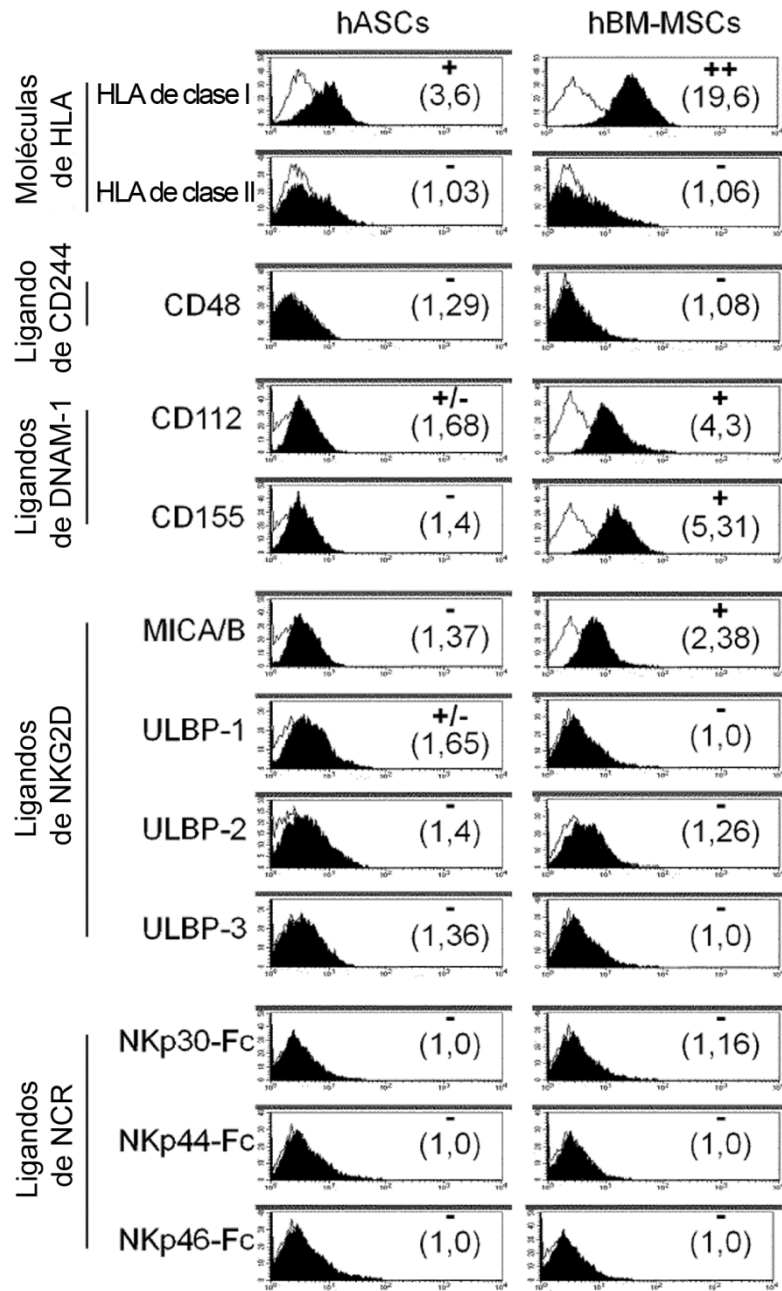 hASCs hBM-MSCs
Moléculas
de HLA
HLA de clase I
+
(3,6)
++
(19,6)
HLA de clase II
-
(1,03)
-
(1,06)
Ligando
de CD244
CD48
-
(1,29)
-
(1,08)
Ligandos
de DNAM-1
CD112
+/-
(1,68)
+
(4,3)
CD155
-
(1,4)
+
(5,31)
Ligandos
de NKG2D
MICA/B
-
(1,37)
+
(2,38)
ULBP-1
+/-
(1,65)
-
(1,0)
ULBP-2
-
(1,4)
-
(1,26)
ULBP-3
-
(1,36)
-
(1,0)
Ligandos
de NCR
NKp30-Fc
-
(1,0)
-
(1,16)
NKp44-Fc
-
(1,0)
-
(1,0)
NKp46-Fc
-
(1,0)
-
(1,0)